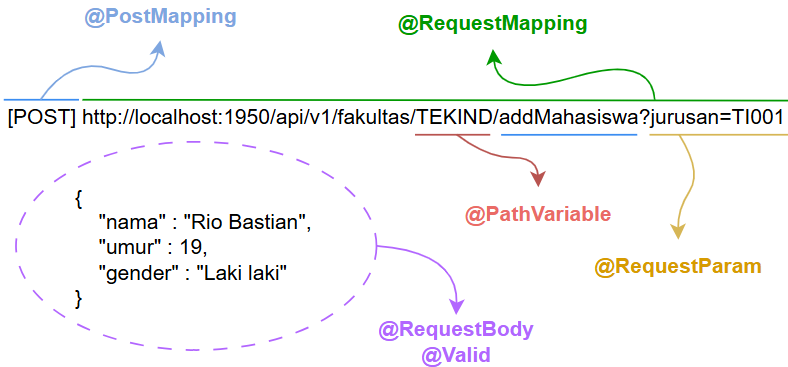 @PostMapping
@RequestMapping
[POST] http://localhost:1950/api/v1/fakultas/TEKIND/addMahasiswa?jurusan=TI001
{
"nama" : "Rio Bastian",
"umur" : 19,
"gender" : "Laki laki"
}
@PathVariable
@RequestParam
@RequestBody
@Valid